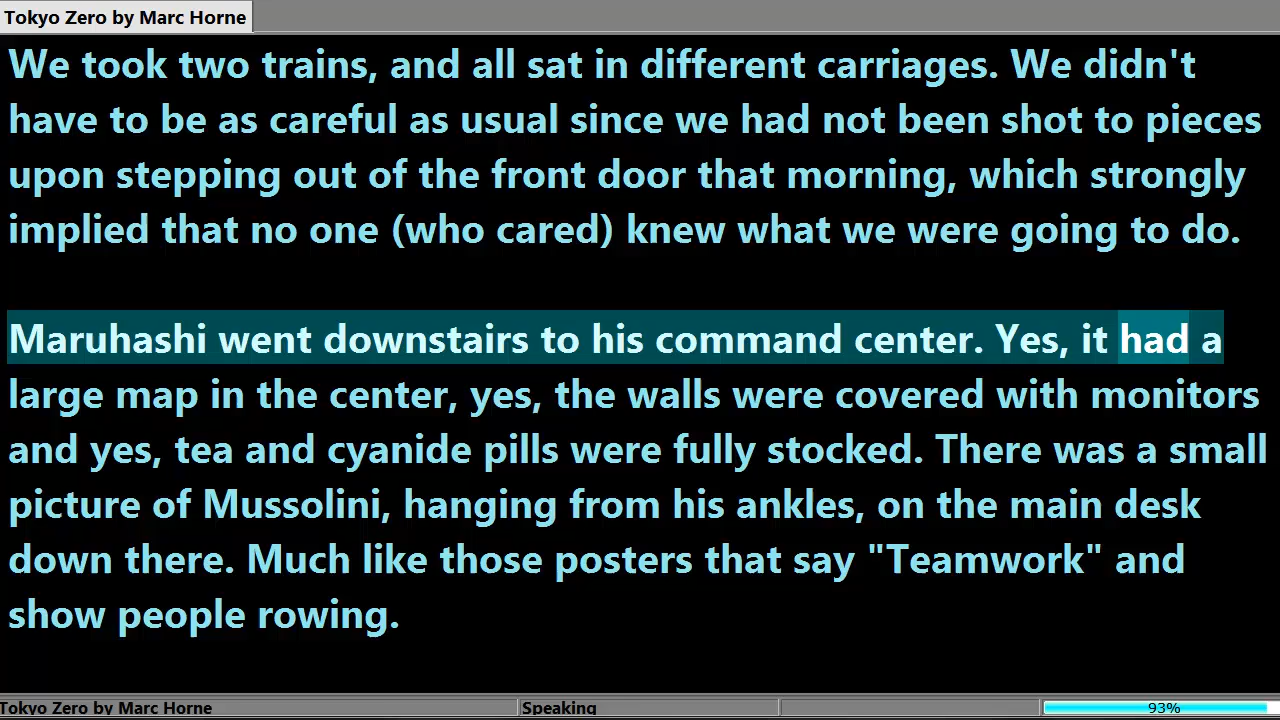 Tokyo Zero by Marc Horne
We took two trains, and all sat in different carriages. We didn't
have to be as careful as usual since we had not been shot to pieces
upon stepping out of the front door that morning, which strongly
implied that no one (who cared) knew what we were going to do.
Maruhashi went downstairs to his command center. Yes, it had a
large map in the center, yes, the walls were covered with monitors
and yes, tea and cyanide pills were fully stocked. There was a small
picture of Mussolini, hanging from his ankles, on the main desk
down there. Much like those posters that say "Teamwork" and
show people rowing.
Tokyo Zero by Marc Horne
Speaking
93%